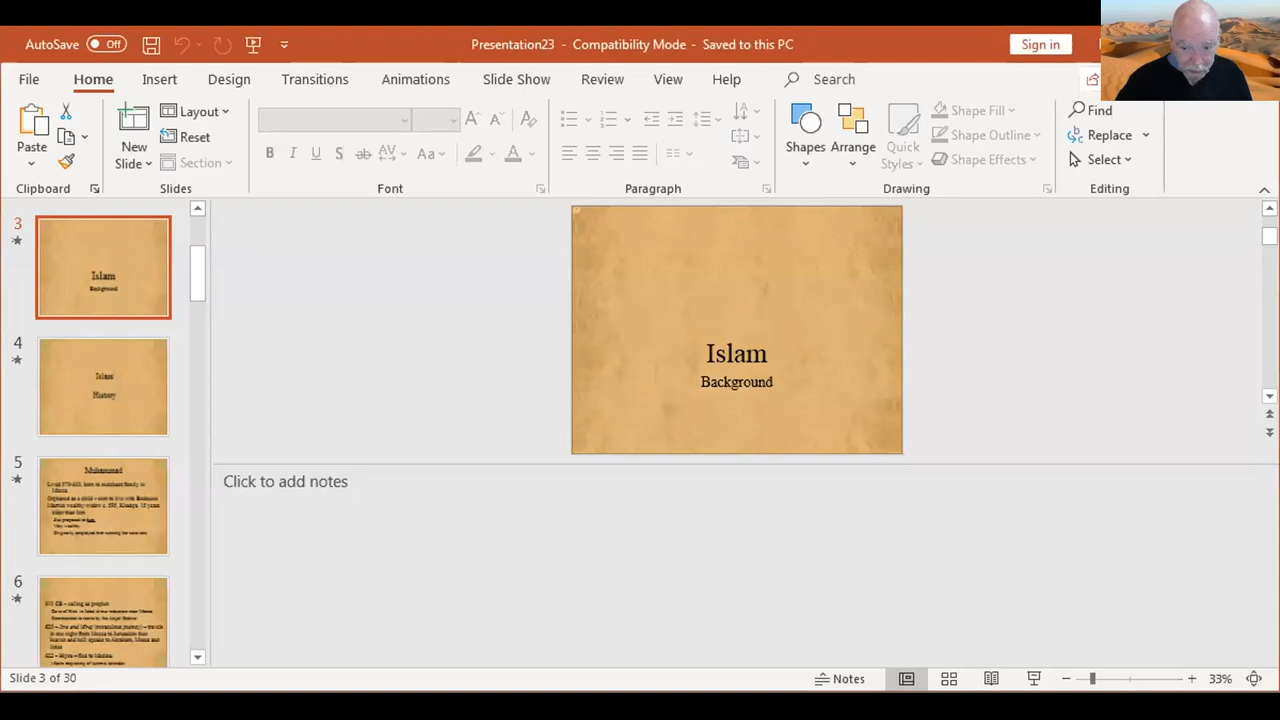 AutoSave Off Presentation23 - Compatibility Mode - Saved to this PC Sign in
File Home Insert Design Transitions Animations Slide Show Review View Help Search
Paste
New
Slide
Layout
Reset
Section
Shapes
Arrange
Quick
Styles
Shape Fill
Shape Outline
Shape Effects
Find
Replace
Select
Clipboard Slides Font Paragraph Drawing Editing
3
Islam
Background
4
Islam
History
5
Muhammad
6
Islam
Background
Click to add notes
Slide 3 of 30 Notes 33%